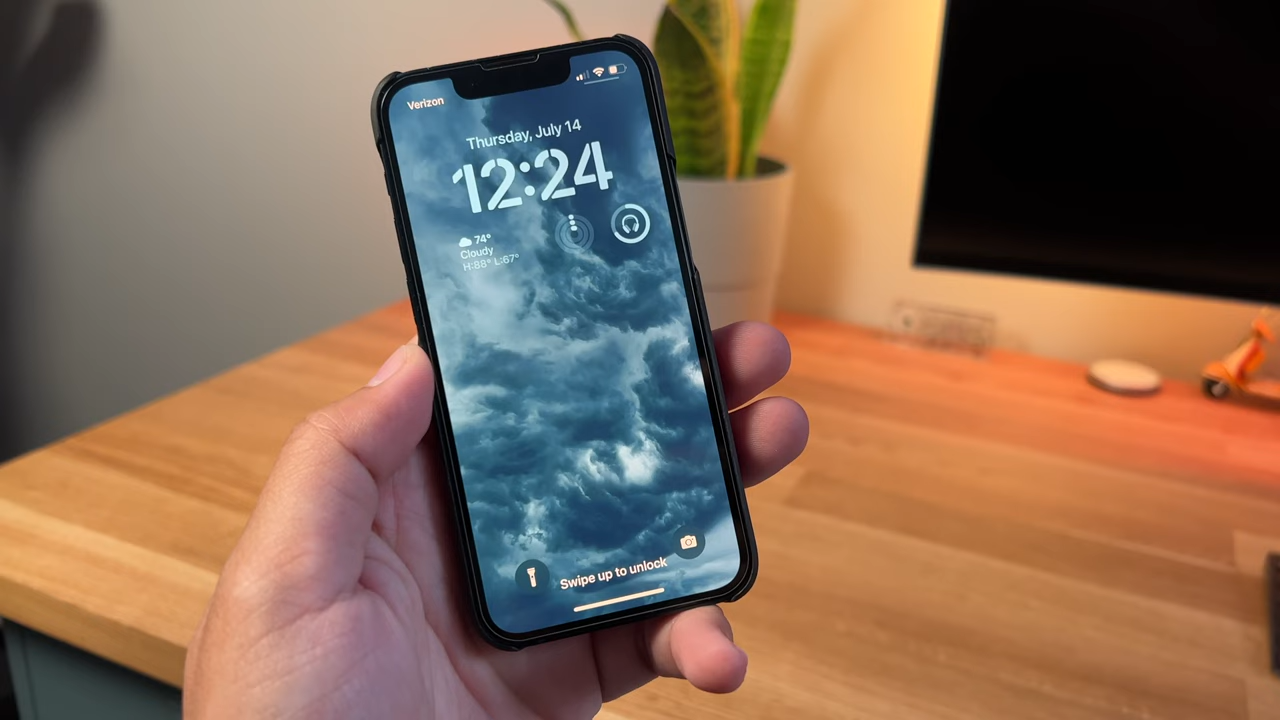 Verizon
Thursday, July 14
12:24
74°
Cloudy
H:88° L:67°
Swipe up to unlock